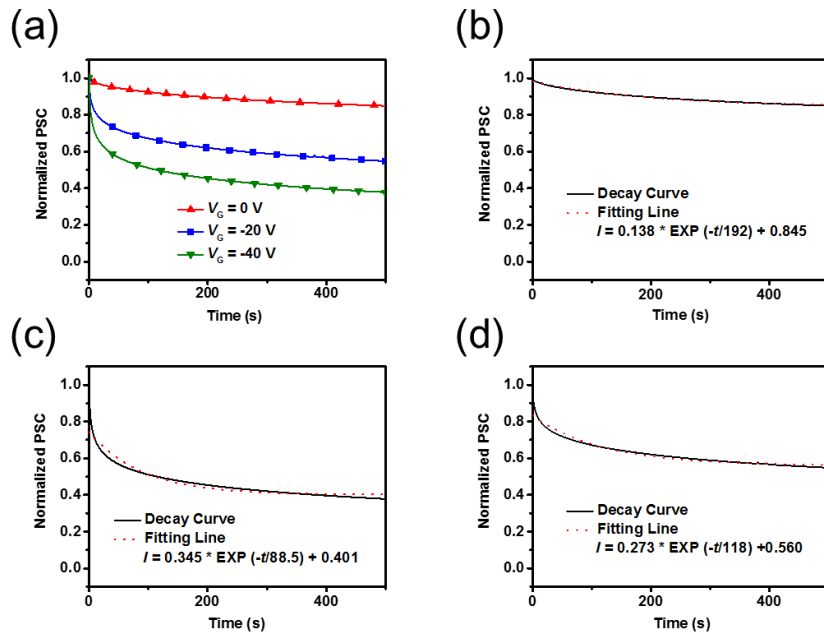 (a)
Normalized PSC
1.0
0.8
0.6
0.4
0.2
0.0
V_G = 0 V
V_G = -20 V
V_G = -40 V
0
200
400
Time (s)
(b)
Normalized PSC
1.0
0.8
0.6
0.4
0.2
0.0
Decay Curve
Fitting Line
I = 0.138 * EXP (-t/192) + 0.845
0
200
400
Time (s)
(c)
Normalized PSC
1.0
0.8
0.6
0.4
0.2
0.0
Decay Curve
Fitting Line
I = 0.345 * EXP (-t/88.5) + 0.401
0
200
400
Time (s)
(d)
Normalized PSC
1.0
0.8
0.6
0.4
0.2
0.0
Decay Curve
Fitting Line
I = 0.273 * EXP (-t/118) +0.560
0
200
400
Time (s)